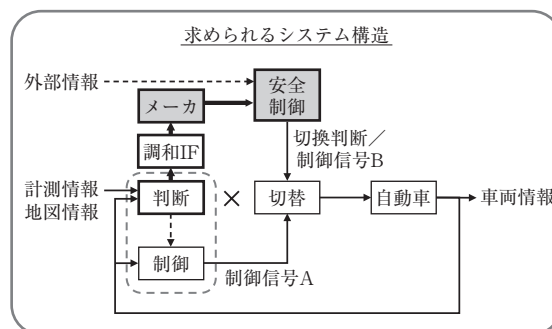 求められるシステム構造
外部情報
安全
制御
メーカ
切換判断／
制御信号B
調和IF
計測情報
地図情報
判断
×
切替
自動車
車両情報
制御
制御信号A